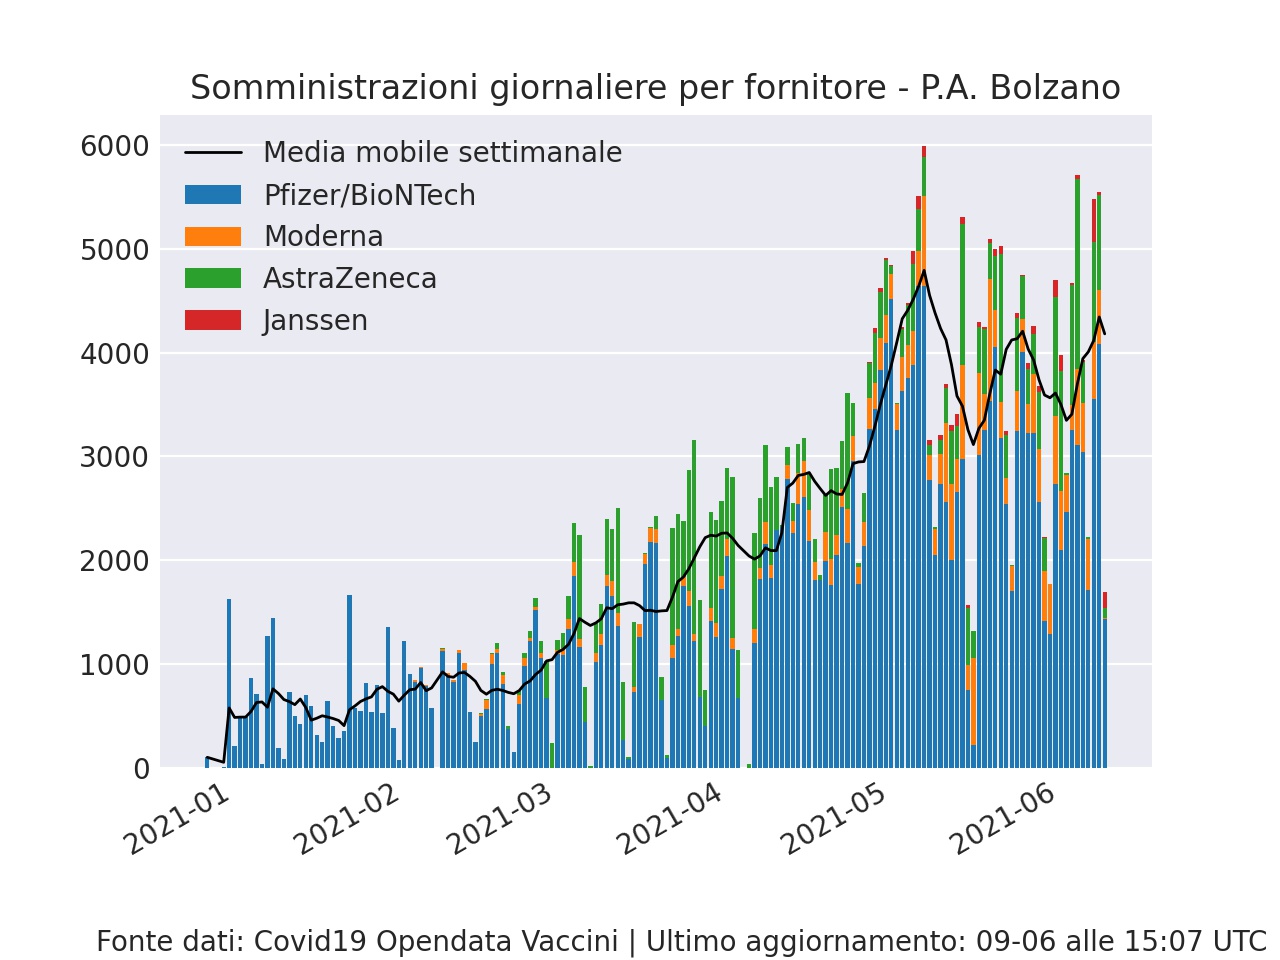 Somministrazioni giornaliere per fornitore - P.A. Bolzano
Media mobile settimanale
Pfizer/BioNTech
Moderna
AstraZeneca
Janssen
6000
5000
4000
3000
2000
1000
0
2021-01
2021-02
2021-03
2021-04
2021-05
2021-06
Fonte dati: Covid19 Opendata Vaccini | Ultimo aggiornamento: 09-06 alle 15:07 UTC